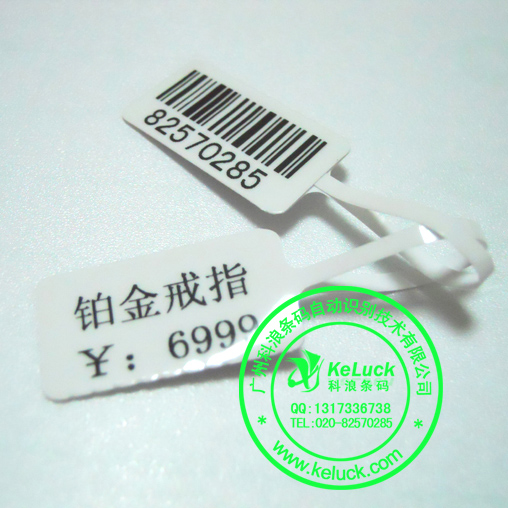 82570285
铂金戒指
￥：6999
广州科浪条码自动识别技术有限公司
KeLuck
科浪条码
QQ:1317336738
TEL:020-82570285
* www.keluck.com *